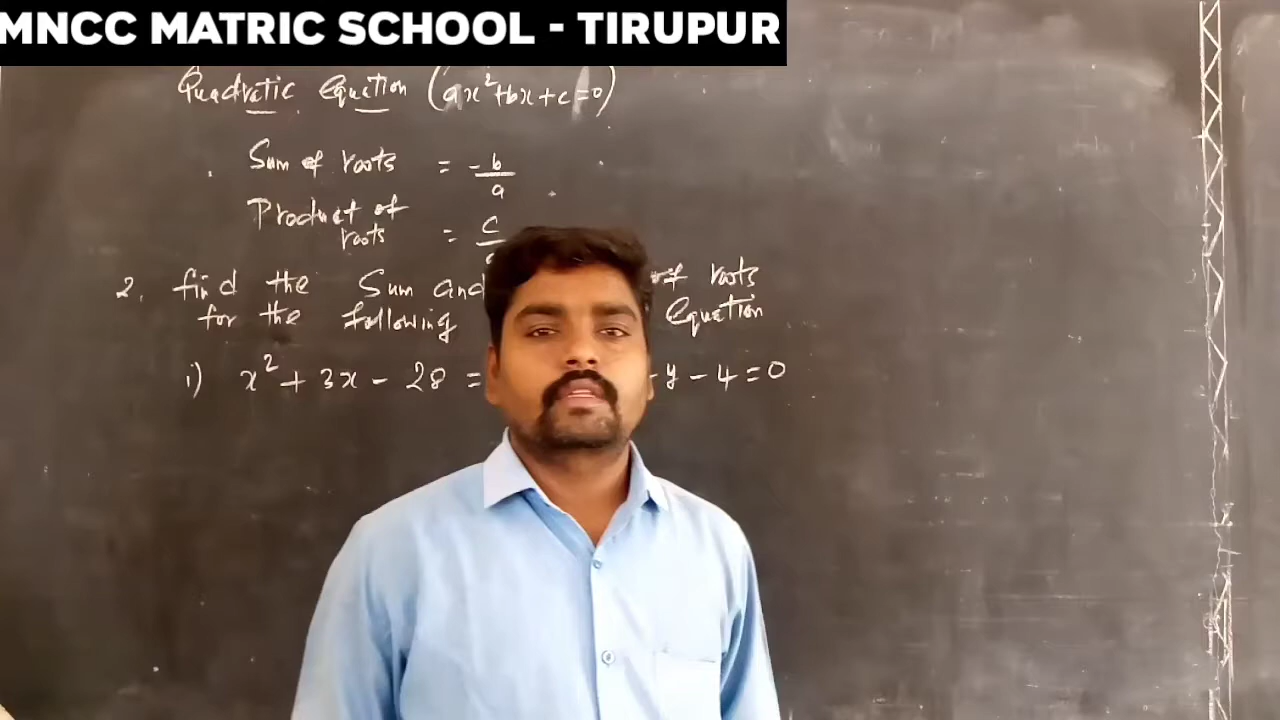 MNCC MATRIC SCHOOL - TIRUPUR
Quadratic Equation (ax²+bx+c=0)
Sum of roots = -b/a
Product of
roots = c
2. find the Sum and of roots
for the following Equation
i) x² + 3x - 28 = - y - 4 = 0